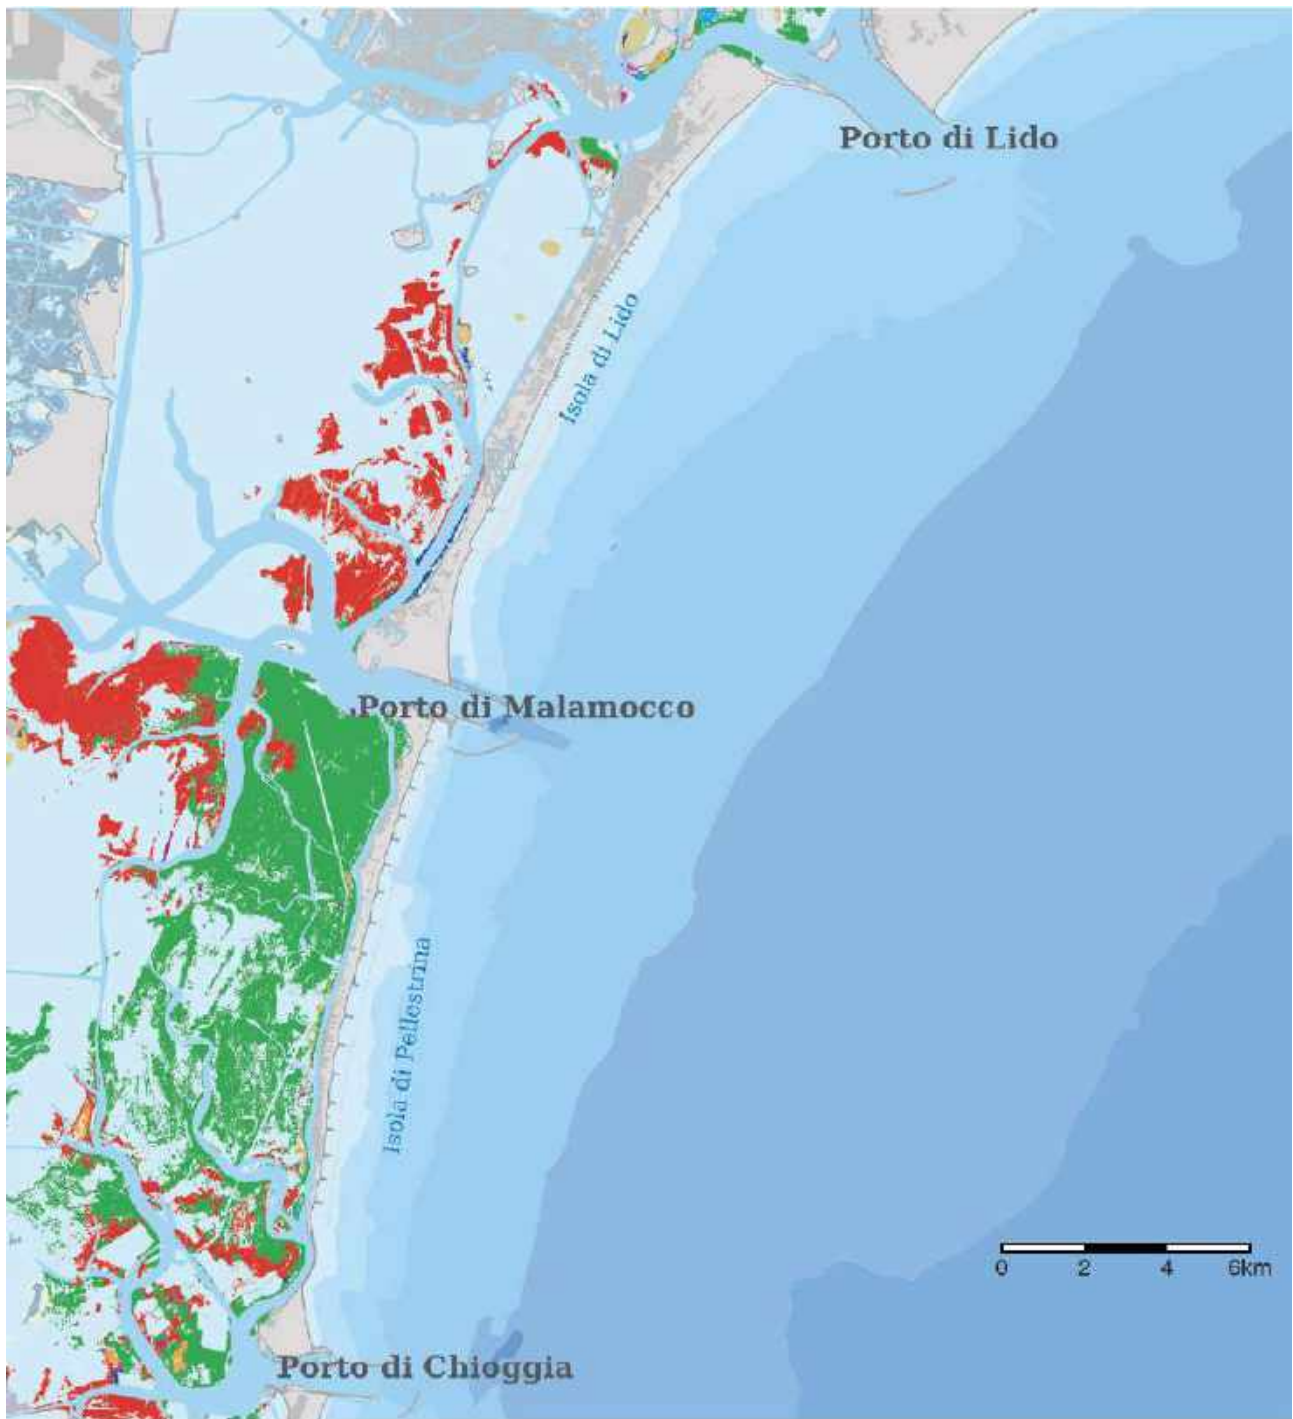 Porto di Lido
Isola di Lido
Porto di Malamocco
Isola di Pellestrina
0 2 4 6km
Porto di Chioggia